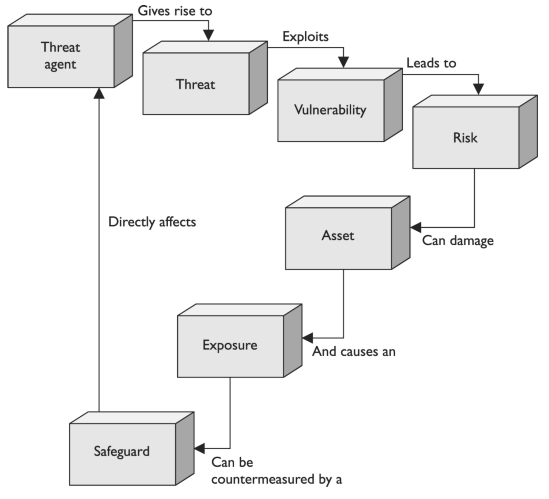 Gives rise to
Threat
agent
Exploits
Threat
Leads to
Vulnerability
Risk
Directly affects
Asset
Can damage
Exposure
And causes an
Safeguard
Can be
countermeasured by a